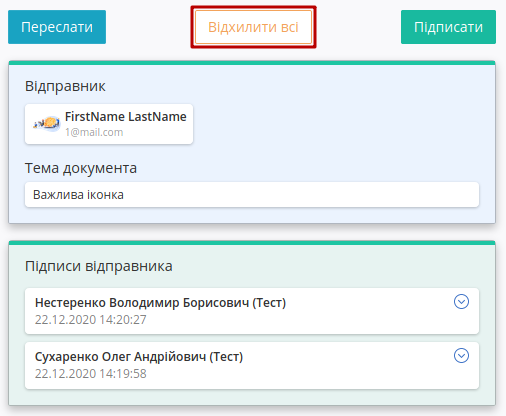 Переслати
Відхилити всі
Підписати
Відправник
FirstName LastName
1@mail.com
Тема документа
Важлива іконка
Підписи відправника
Нестеренко Володимир Борисович (Тест)
22.12.2020 14:20:27
Сухаренко Олег Андрійович (Тест)
22.12.2020 14:19:58